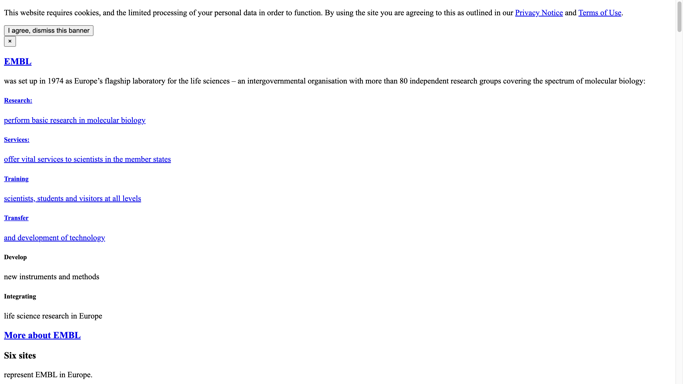 This website requires cookies, and the limited processing of your personal data in order to function. By using the site you are agreeing to this as outlined in our Privacy Notice and Terms of Use.
I agree, dismiss this banner
×
EMBL
was set up in 1974 as Europe's flagship laboratory for the life sciences – an intergovernmental organisation with more than 80 independent research groups covering the spectrum of molecular biology:
Research:
perform basic research in molecular biology
Services:
offer vital services to scientists in the member states
Training
scientists, students and visitors at all levels
Transfer
and development of technology
Develop
new instruments and methods
Integrating
life science research in Europe
More about EMBL
Six sites
represent EMBL in Europe.